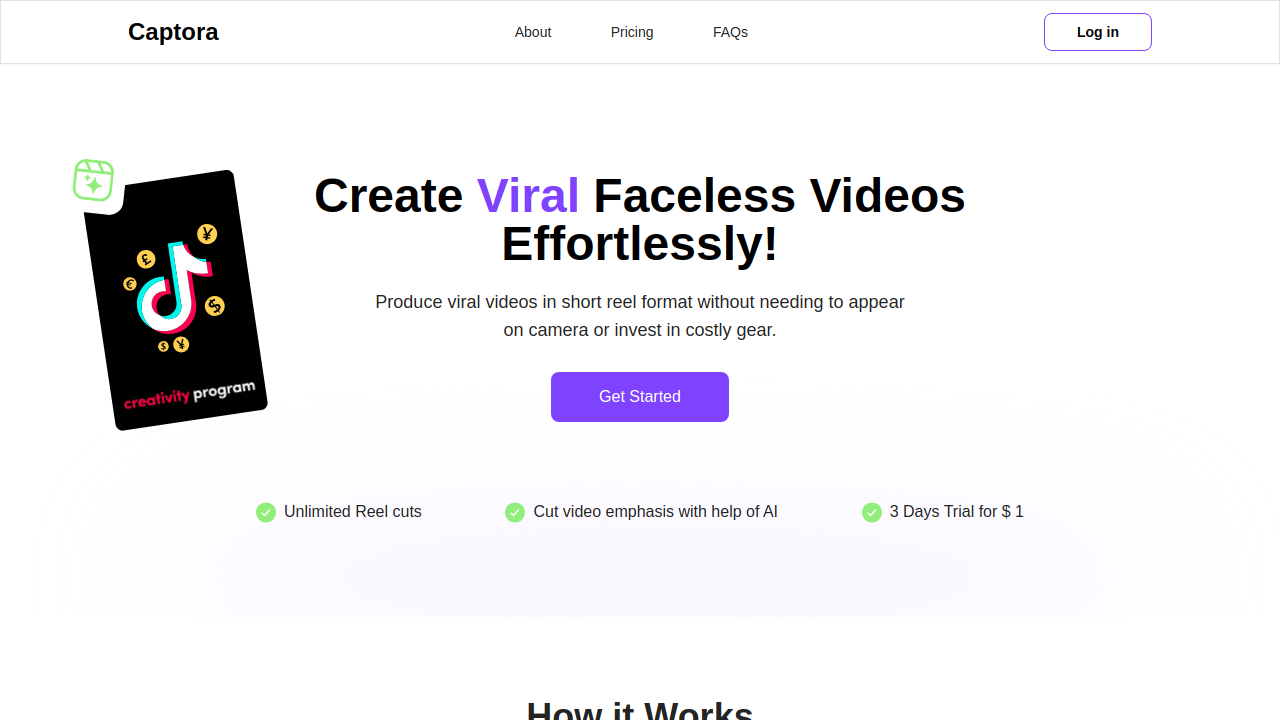 Captora
About
Pricing
FAQs
Log in
Create Viral Faceless Videos
Effortlessly!
Produce viral videos in short reel format without needing to appear
on camera or invest in costly gear.
creativity program
Get Started
Unlimited Reel cuts
Cut video emphasis with help of AI
3 Days Trial for $ 1
How it Works